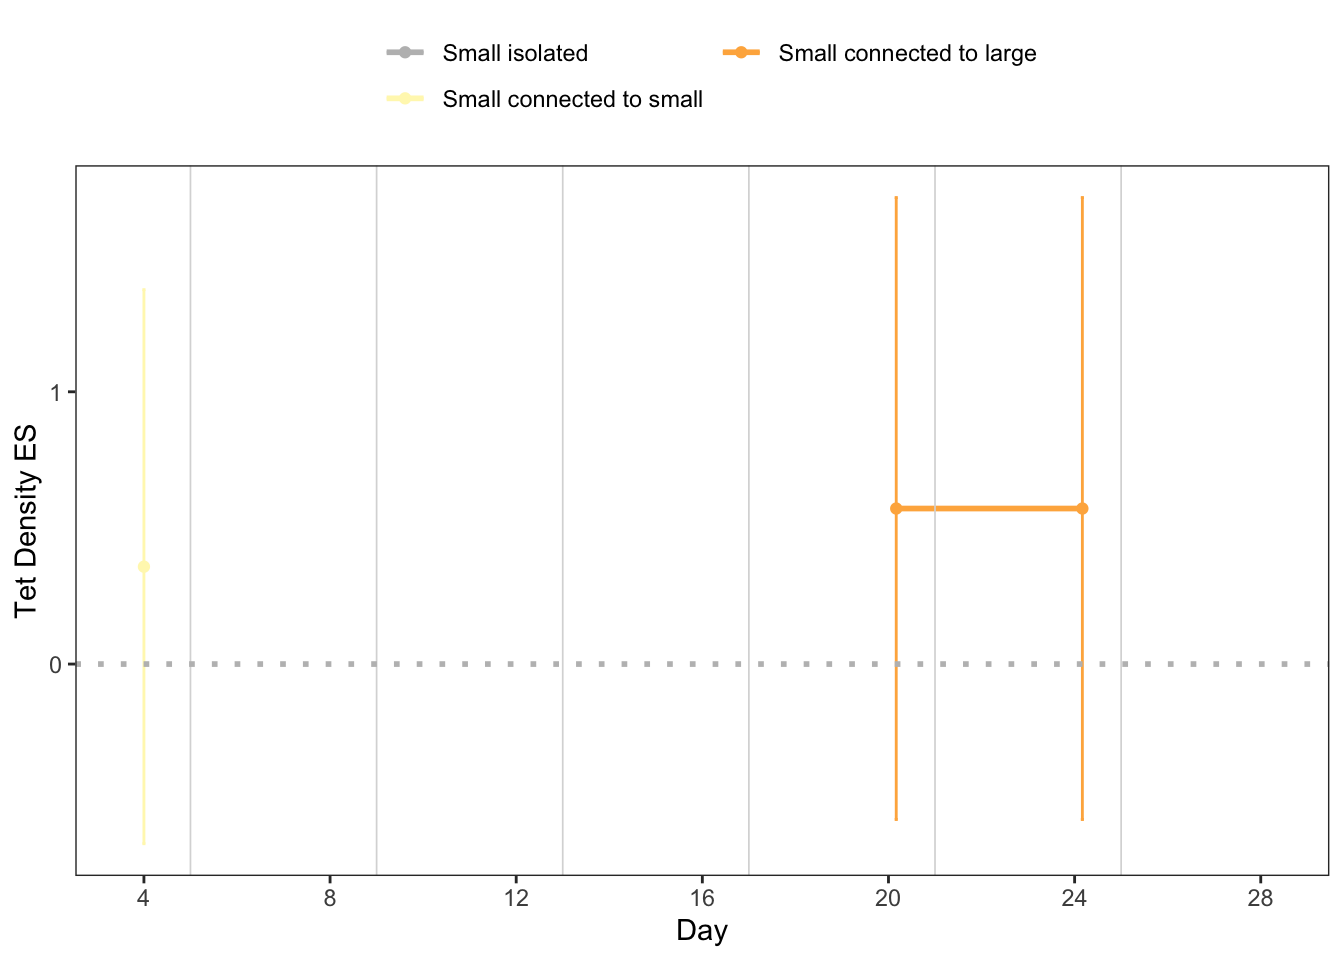 Small isolated
Small connected to large
Small connected to small
Tet Density ES
1
0
4 8 12 16 20 24 28
Day